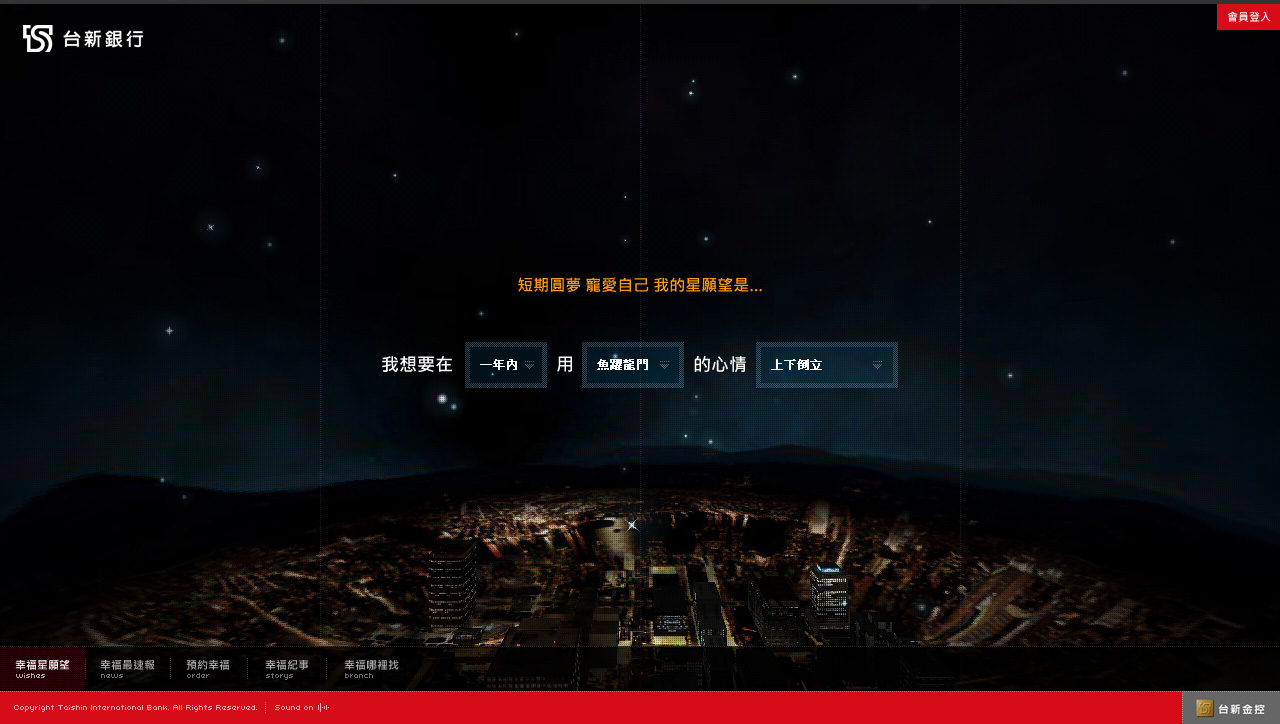 台新銀行
會員登入
短期圓夢 寵愛自己 我的星願望是...
我想要在 一年內 用 魚躍龍門 的心情 上下倒立
幸福星願望 幸福最速報 預約幸福 幸福紀事 幸福哪裡找
wishes news order storys branch
Copyright Taishin International Bank. All Rights Reserved. Sound on
台新金控